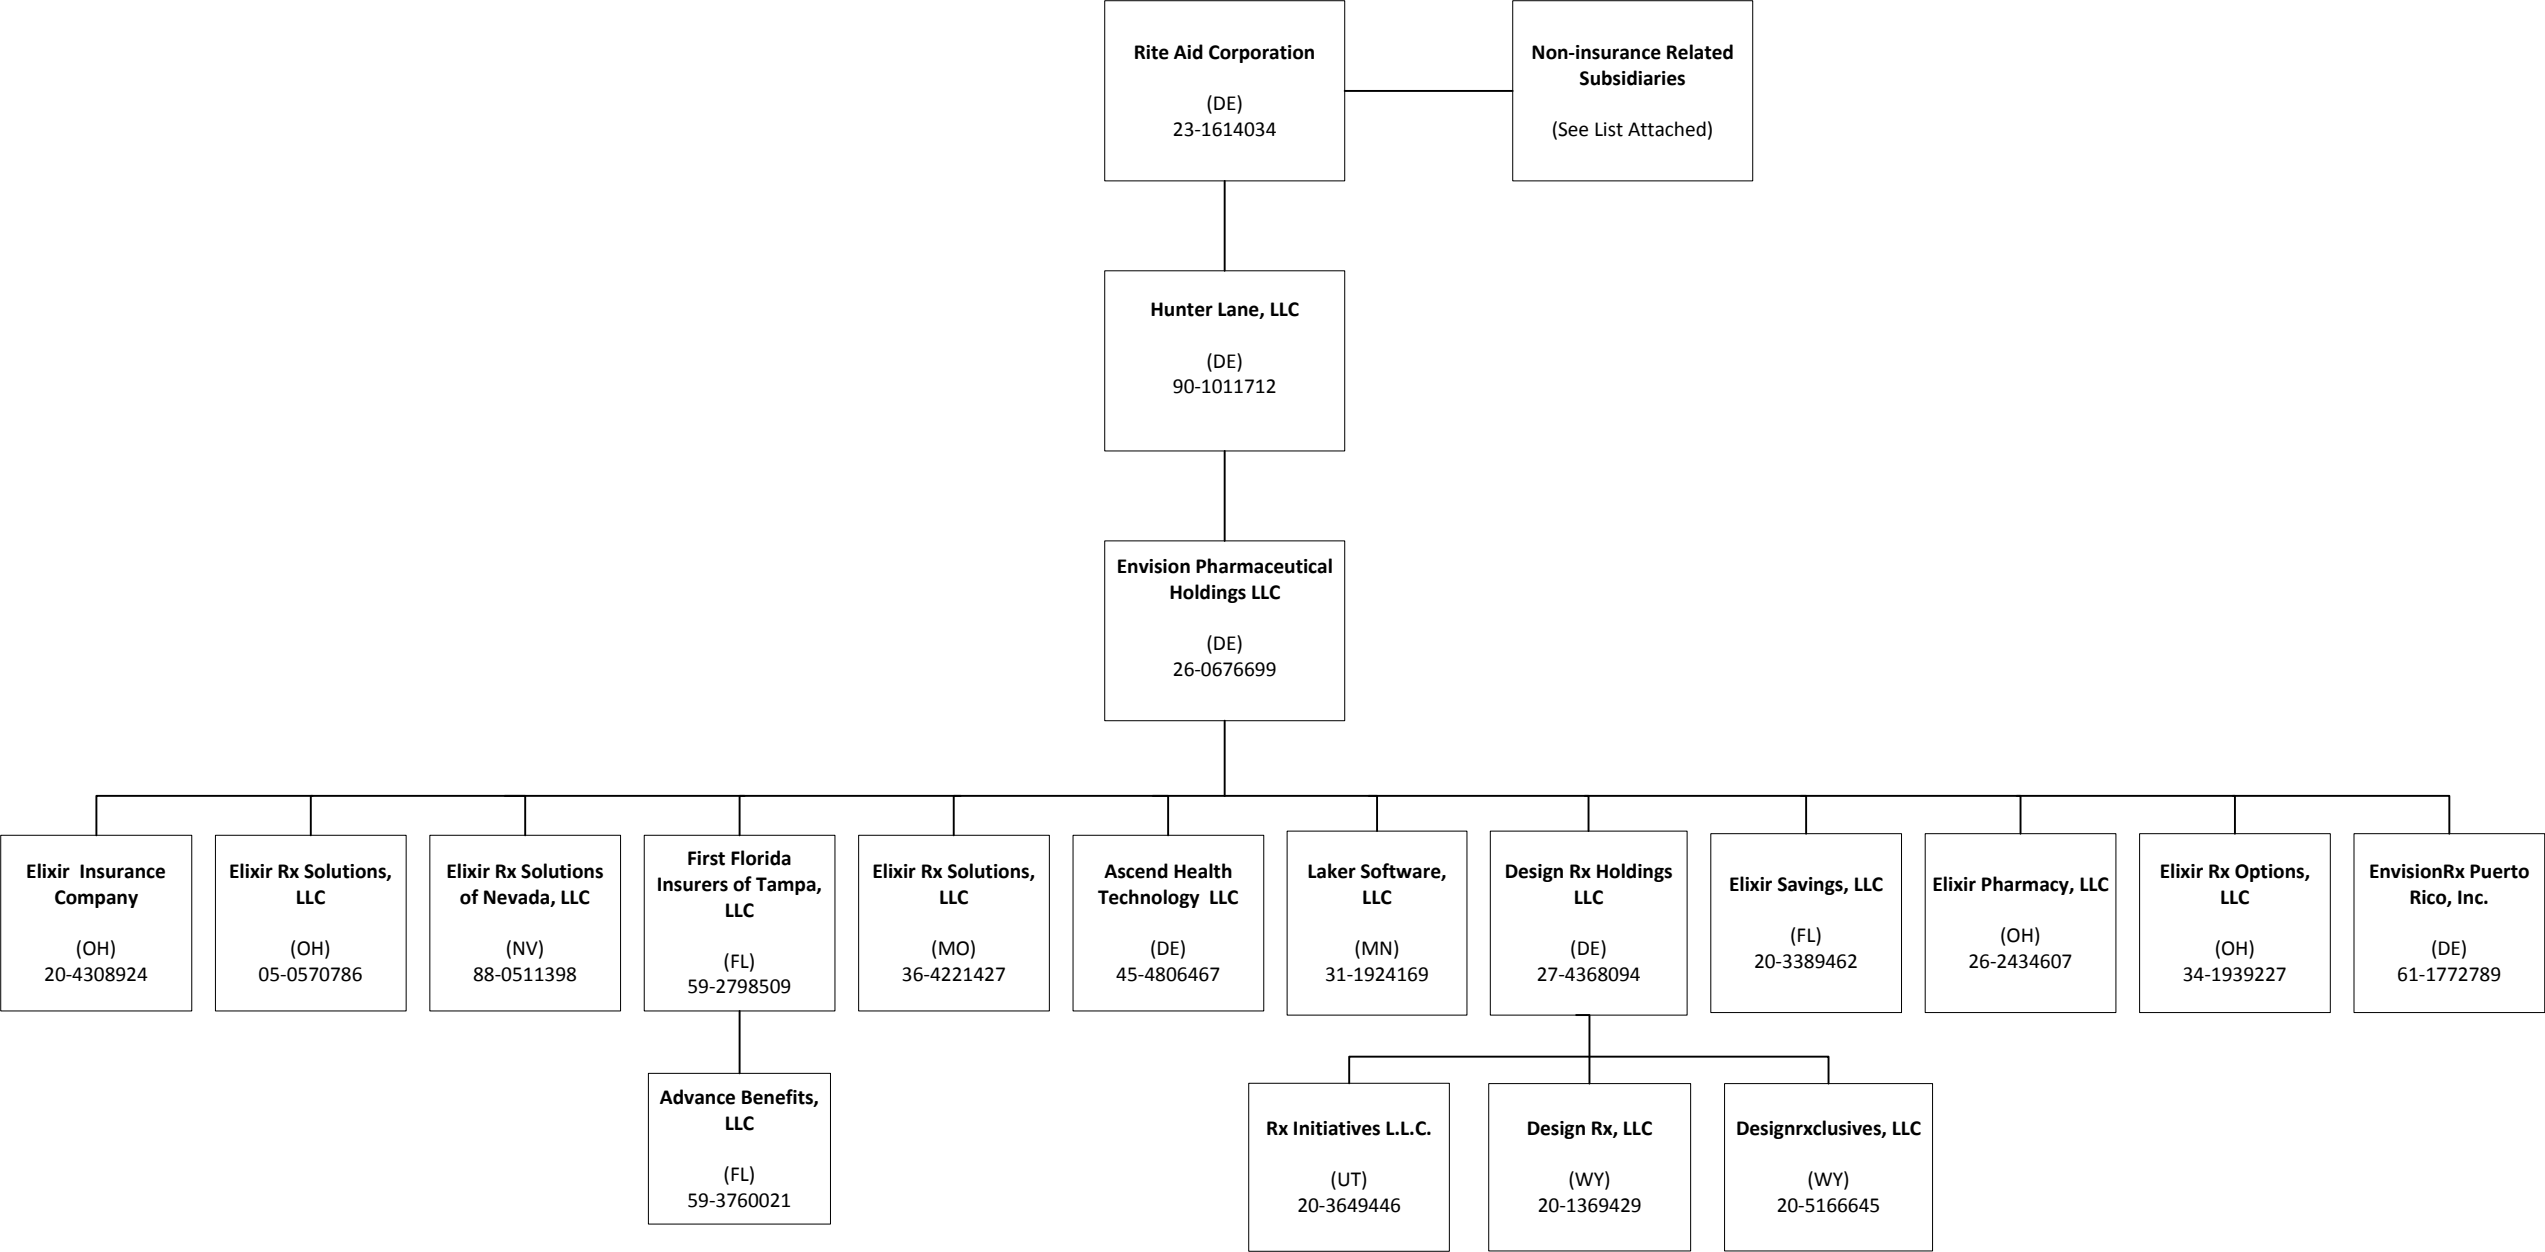 Rite Aid Corporation
(DE)
23-1614034
Non-insurance Related
Subsidiaries
(See List Attached)
Hunter Lane, LLC
(DE)
90-1011712
Envision Pharmaceutical
Holdings LLC
(DE)
26-0676699
Elixir  Insurance
Company
(OH)
20-4308924
Elixir Rx Solutions,
LLC
(OH)
05-0570786
Elixir Rx Solutions
of Nevada, LLC
(NV)
88-0511398
First Florida
Insurers of Tampa,
LLC
(FL)
59-2798509
Elixir Rx Solutions,
LLC
(MO)
36-4221427
Ascend Health
Technology  LLC
(DE)
45-4806467
Laker Software,
LLC
(MN)
31-1924169
Design Rx Holdings
LLC
(DE)
27-4368094
Elixir Savings, LLC
(FL)
20-3389462
Elixir Pharmacy, LLC
(OH)
26-2434607
Elixir Rx Options,
LLC
(OH)
34-1939227
EnvisionRx Puerto
Rico, Inc.
(DE)
61-1772789
Advance Benefits,
LLC
(FL)
59-3760021
Rx Initiatives L.L.C.
(UT)
20-3649446
Design Rx, LLC
(WY)
20-1369429
Designrxclusives, LLC
(WY)
20-5166645